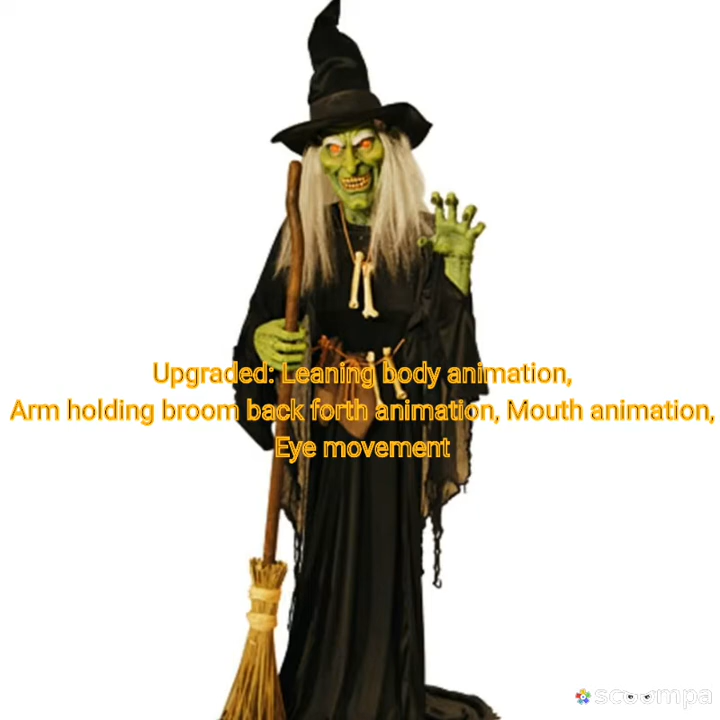 Upgraded: Leaning body animation,
Arm holding broom back forth animation, Mouth animation,
Eye movement
scoompa